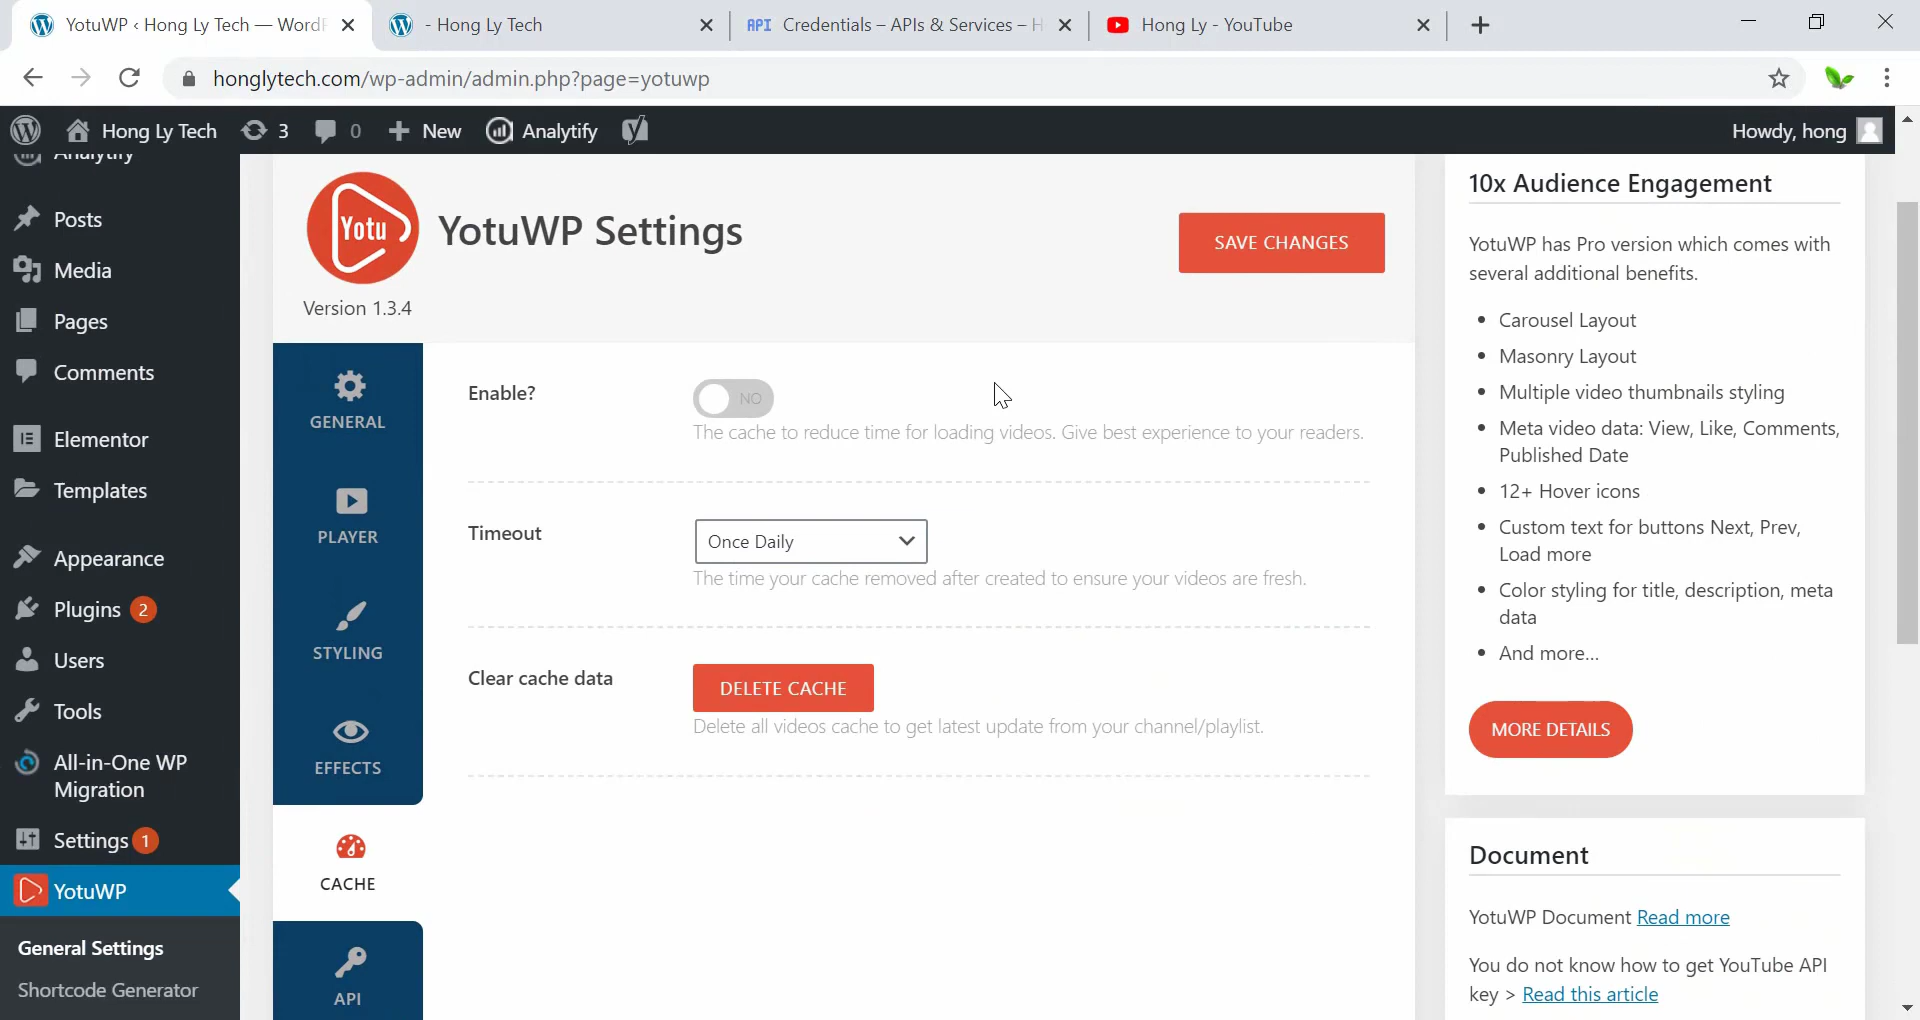 YotuWP ‹ Hong Ly Tech — WordF
- Hong Ly Tech
API Credentials – APIs & Services – H
Hong Ly - YouTube
honglytech.com/wp-admin/admin.php?page=yotuwp
Hong Ly Tech
3
0
New
Analytify
Howdy, hong
Analytify
Posts
Media
Pages
Comments
Elementor
Templates
Appearance
Plugins 2
Users
Tools
All-in-One WP
Migration
Settings 1
YotuWP
General Settings
Shortcode Generator
Yotu
YotuWP Settings
Version 1.3.4
SAVE CHANGES
GENERAL
PLAYER
STYLING
EFFECTS
CACHE
API
Enable?
NO
The cache to reduce time for loading videos. Give best experience to your readers.
Timeout
Once Daily
The time your cache removed after created to ensure your videos are fresh.
Clear cache data
DELETE CACHE
Delete all videos cache to get latest update from your channel/playlist.
10x Audience Engagement
YotuWP has Pro version which comes with
several additional benefits.
• Carousel Layout
• Masonry Layout
• Multiple video thumbnails styling
• Meta video data: View, Like, Comments,
Published Date
• 12+ Hover icons
• Custom text for buttons Next, Prev,
Load more
• Color styling for title, description, meta
data
• And more...
MORE DETAILS
Document
YotuWP Document Read more
You do not know how to get YouTube API
key > Read this article